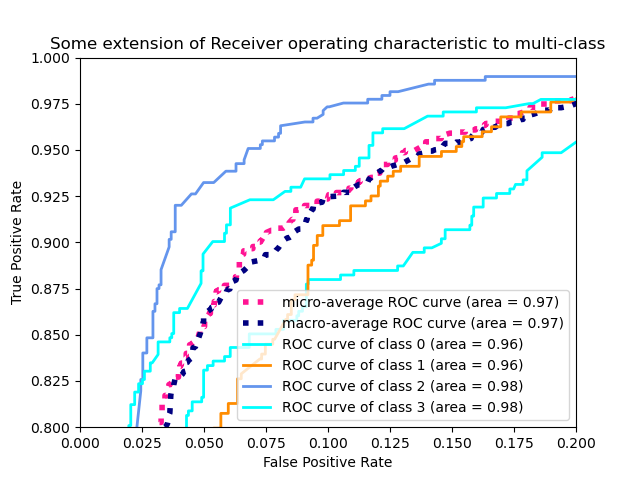 Some extension of Receiver operating characteristic to multi-class
True Positive Rate
1.000
0.975
0.950
0.925
0.900
0.875
0.850
0.825
0.800
micro-average ROC curve (area = 0.97)
macro-average ROC curve (area = 0.97)
ROC curve of class 0 (area = 0.96)
ROC curve of class 1 (area = 0.96)
ROC curve of class 2 (area = 0.98)
ROC curve of class 3 (area = 0.98)
0.000 0.025 0.050 0.075 0.100 0.125 0.150 0.175 0.200
False Positive Rate